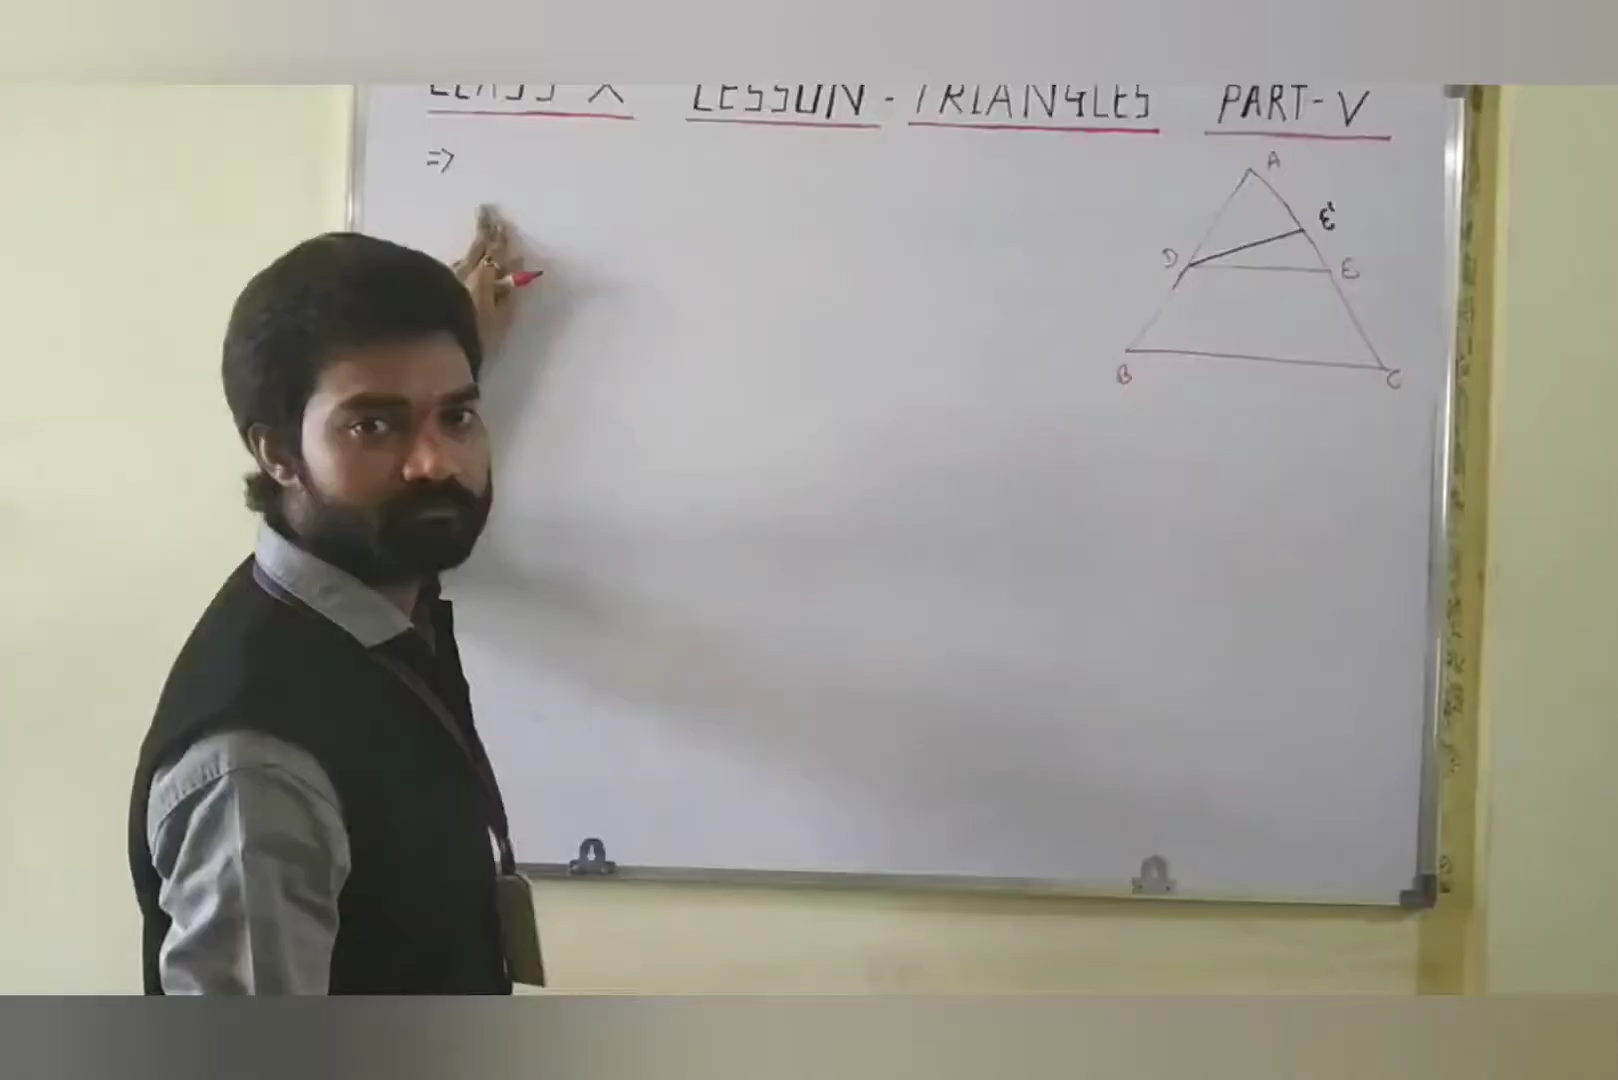 CLASS X LESSON - TRIANGLES PART-V
=>
A
E'
D E
B C